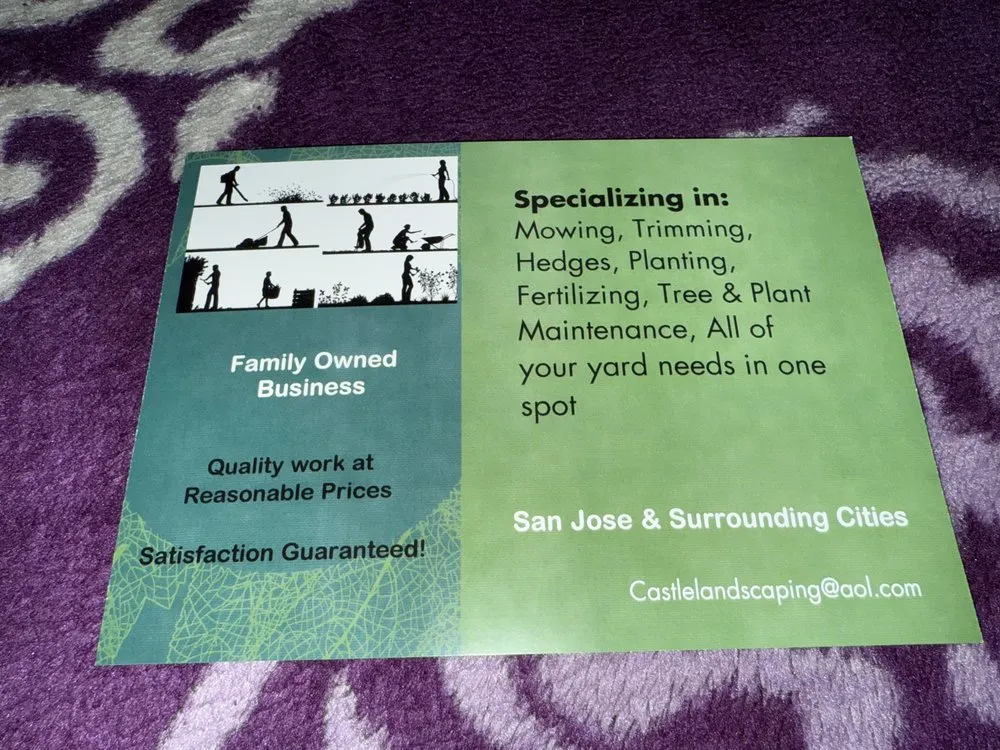 Family Owned
Business
Quality work at
Reasonable Prices
Satisfaction Guaranteed!
Specializing in:
Mowing, Trimming,
Hedges, Planting,
Fertilizing, Tree & Plant
Maintenance, All of
your yard needs in one
spot
San Jose & Surrounding Cities
Castlelandscaping@aol.com